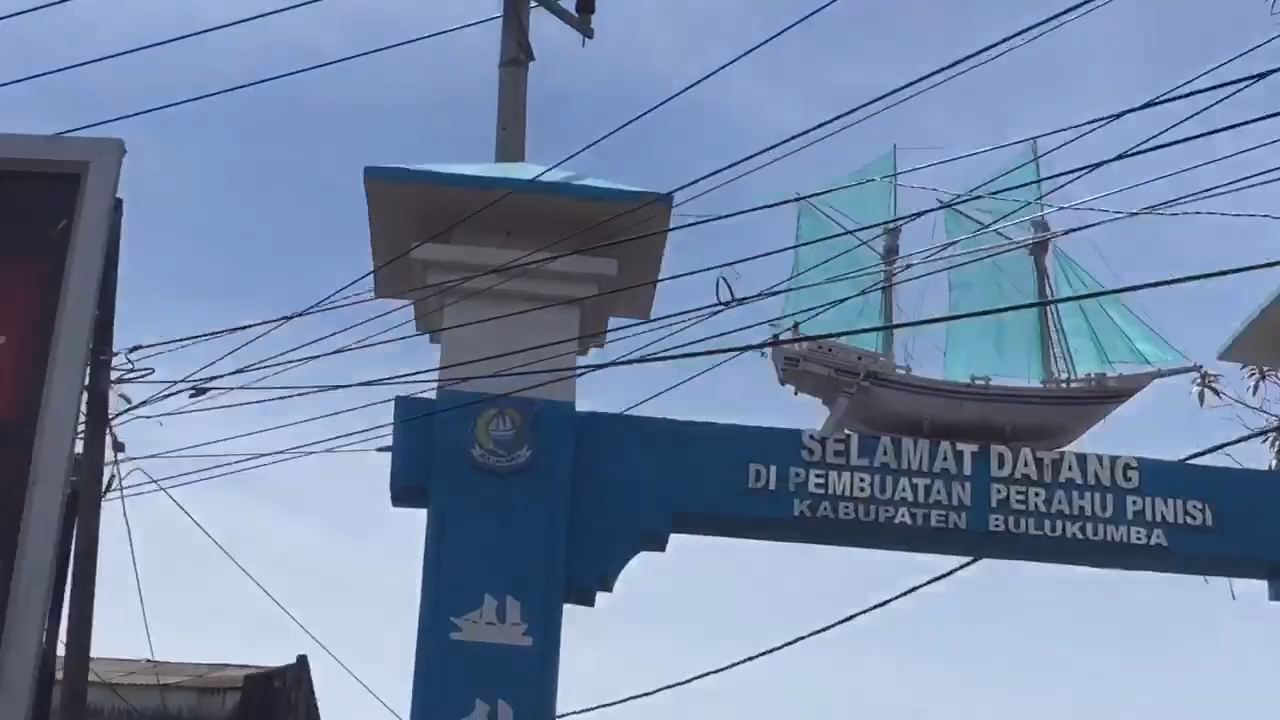 SELAMAT DATANG
DI PEMBUATAN PERAHU PINISI
KABUPATEN BULUKUMBA